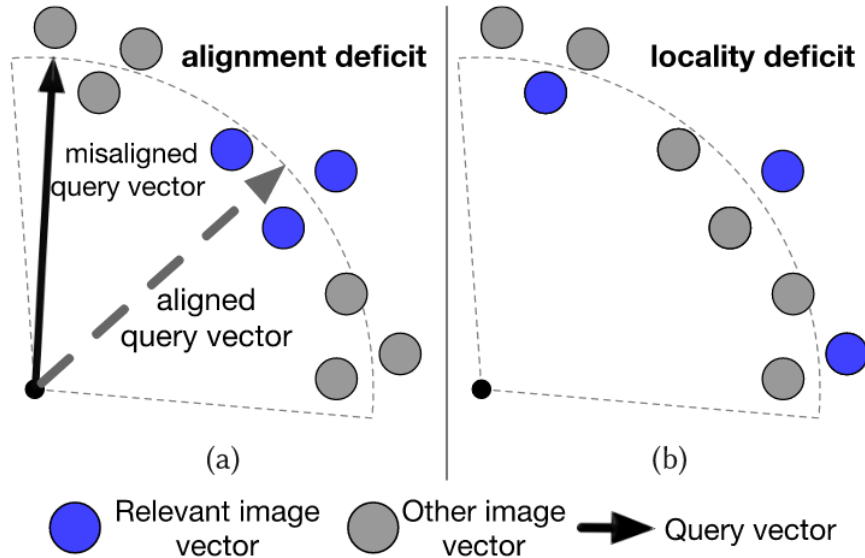 alignment deficit
misaligned
query vector
aligned
query vector
(a)
locality deficit
(b)
Relevant image
vector
Other image
vector
Query vector